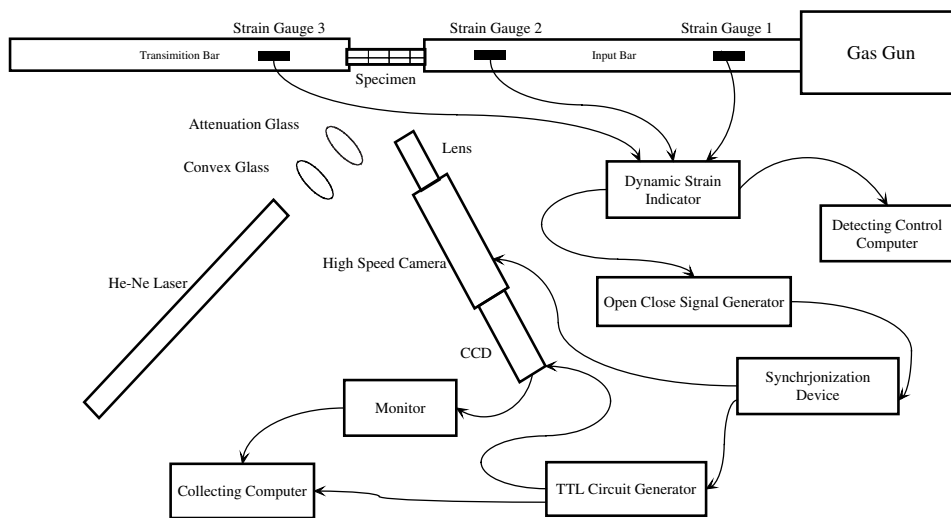 Strain Gauge 3
Strain Gauge 2
Strain Gauge 1
Transimition Bar
Input Bar
Gas Gun
Specimen
Attenuation Glass
Lens
Convex Glass
Dynamic Strain
Indicator
Detecting Control
Computer
High Speed Camera
He-Ne Laser
Open Close Signal Generator
CCD
Synchrjonization
Device
Monitor
Collecting Computer
TTL Circuit Generator